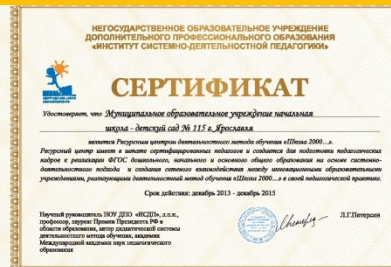 НЕГОСУДАРСТВЕННОЕ ОБРАЗОВАТЕЛЬНОЕ УЧРЕЖДЕНИЕ
ДОПОЛНИТЕЛЬНОГО ПРОФЕССИОНАЛЬНОГО ОБРАЗОВАНИЯ
«ИНСТИТУТ СИСТЕМНО-ДЕЯТЕЛЬНОСТНОЙ ПЕДАГОГИКИ»
СЕРТИФИКАТ
Удостоверяет, что Муниципальное образовательное учреждение начальная
школа - детский сад № 115 г. Ярославля
является Ресурсным центром деятельностного метода обучения «Школа 2000...».
Ресурсный центр имеет в штате сертифицированных педагогов и создается для подготовки педагогических
кадров к реализации ФГОС дошкольного, начального и основного общего образования на основе системно-
деятельностного подхода и создания сетевого взаимодействия между инновационными образовательными
учреждениями, реализующими деятельностный метод обучения «Школа 2000...» в своей педагогической практике.
Срок действия: декабрь 2013 - декабрь 2015
Научный руководитель НОУ ДПО «ИСДП», д.п.н.,
профессор, лауреат Премии Президента РФ в
области образования, автор дидактической системы
деятельностного метода обучения, академик
Международной академии наук педагогического
образования
Л.Г.Петерсон